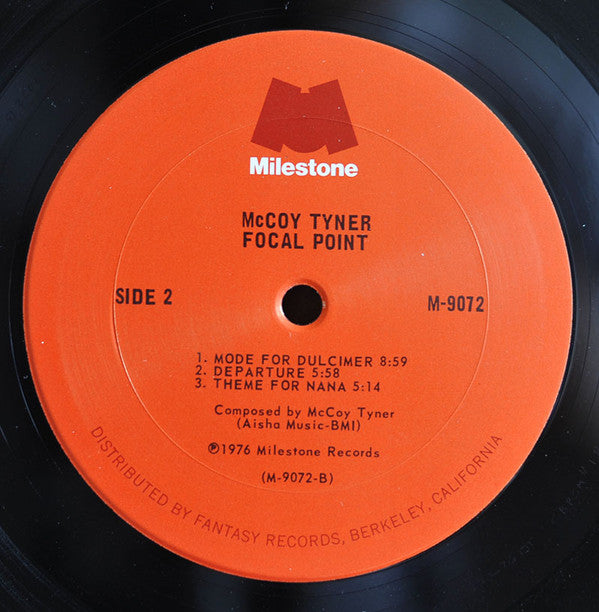 Milestone
McCOY TYNER
FOCAL POINT
SIDE 2
M-9072
1. MODE FOR DULCIMER 8:59
2. DEPARTURE 5:58
3. THEME FOR NANA 5:14
Composed by McCoy Tyner
(Aisha Music-BMI)
℗1976 Milestone Records
(M-9072-B)
DISTRIBUTED BY FANTASY RECORDS, BERKELEY, CALIFORNIA